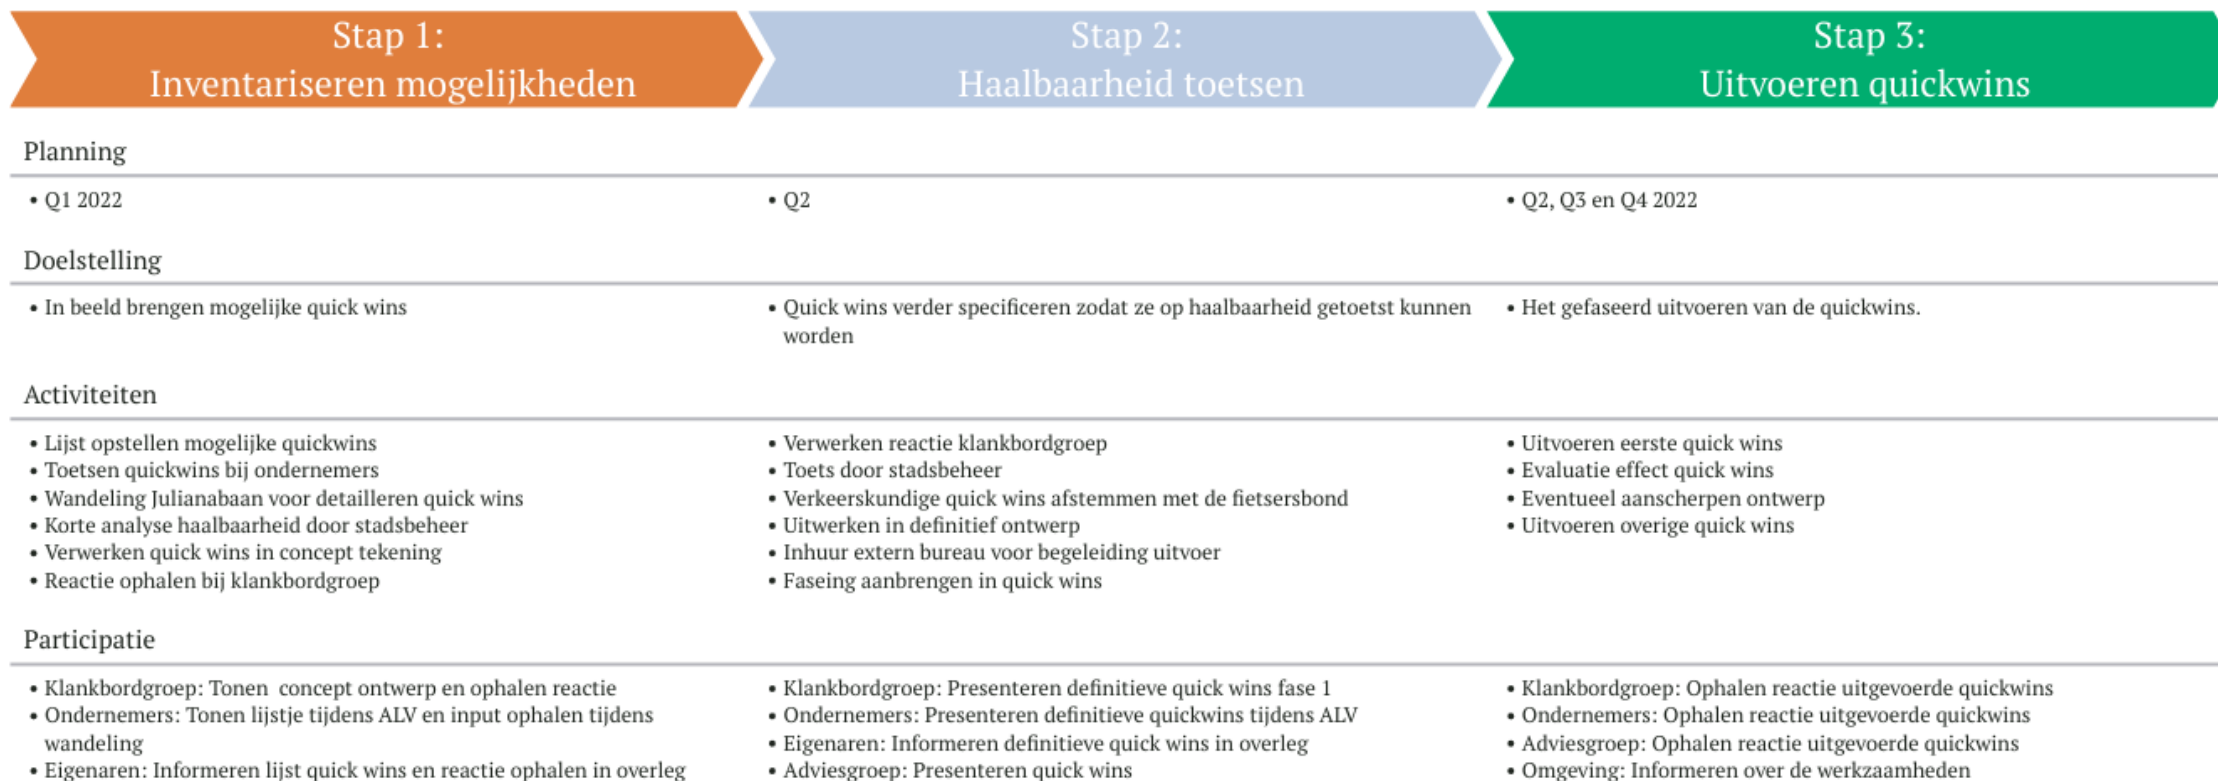 Stap 1:
Inventariseren mogelijkheden
Stap 2:
Haalbaarheid toetsen
Stap 3:
Uitvoeren quickwins
Planning
• Q1 2022
• Q2
• Q2, Q3 en Q4 2022
Doelstelling
• In beeld brengen mogelijke quick wins
• Quick wins verder specificeren zodat ze op haalbaarheid getoetst kunnen
worden
• Het gefaseerd uitvoeren van de quickwins.
Activiteiten
• Lijst opstellen mogelijke quickwins
• Toetsen quickwins bij ondernemers
• Wandeling Julianabaan voor detailleren quick wins
• Korte analyse haalbaarheid door stadsbeheer
• Verwerken quick wins in concept tekening
• Reactie ophalen bij klankbordgroep
• Verwerken reactie klankbordgroep
• Toets door stadsbeheer
• Verkeerskundige quick wins afstemmen met de fietsersbond
• Uitwerken in definitief ontwerp
• Inhuur extern bureau voor begeleiding uitvoer
• Faseing aanbrengen in quick wins
• Uitvoeren eerste quick wins
• Evaluatie effect quick wins
• Eventueel aanscherpen ontwerp
• Uitvoeren overige quick wins
Participatie
• Klankbordgroep: Tonen concept ontwerp en ophalen reactie
• Ondernemers: Tonen lijstje tijdens ALV en input ophalen tijdens
wandeling
• Eigenaren: Informeren lijst quick wins en reactie ophalen in overleg
• Klankbordgroep: Presenteren definitieve quick wins fase 1
• Ondernemers: Presenteren definitieve quickwins tijdens ALV
• Eigenaren: Informeren definitieve quick wins in overleg
• Adviesgroep: Presenteren quick wins
• Klankbordgroep: Ophalen reactie uitgevoerde quickwins
• Ondernemers: Ophalen reactie uitgevoerde quickwins
• Adviesgroep: Ophalen reactie uitgevoerde quickwins
• Omgeving: Informeren over de werkzaamheden